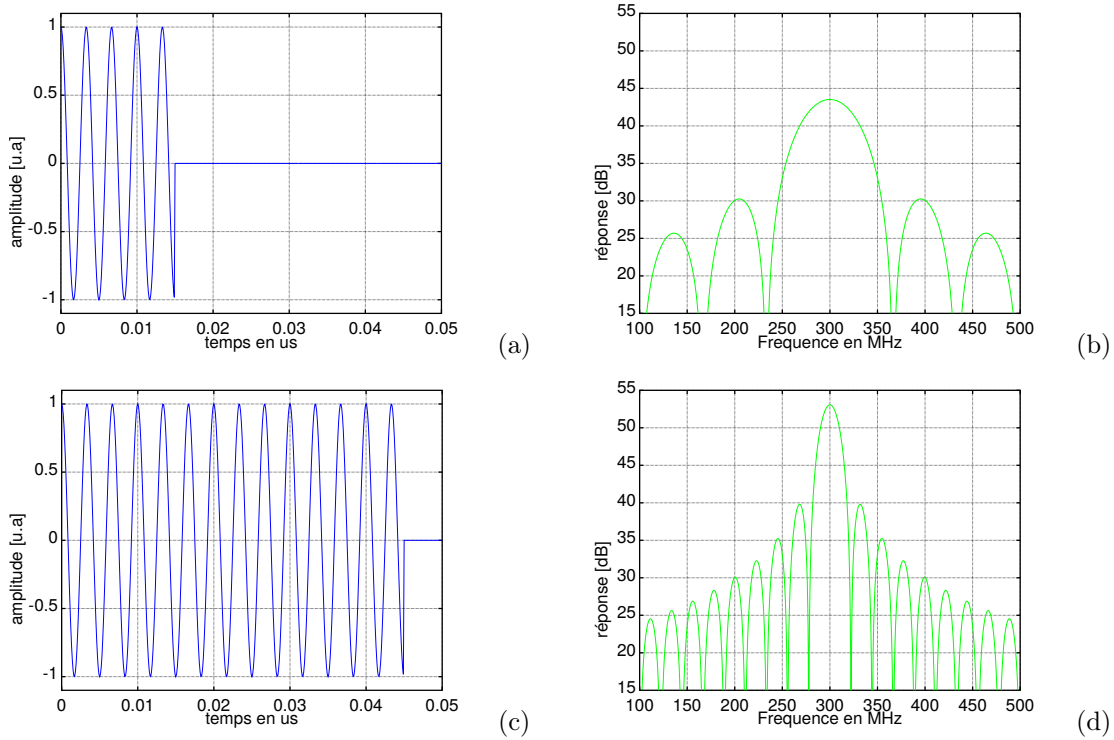 1
0.5
0
-0.5
-1
amplitude [u.a]
0 0.01 0.02 0.03 0.04 0.05
temps en us
(a)
55
50
45
40
35
30
25
20
15
réponse [dB]
100 150 200 250 300 350 400 450 500
Frequence en MHz
(b)
1
0.5
0
-0.5
-1
amplitude [u.a]
0 0.01 0.02 0.03 0.04 0.05
temps en us
(c)
55
50
45
40
35
30
25
20
15
réponse [dB]
100 150 200 250 300 350 400 450 500
Frequence en MHz
(d)